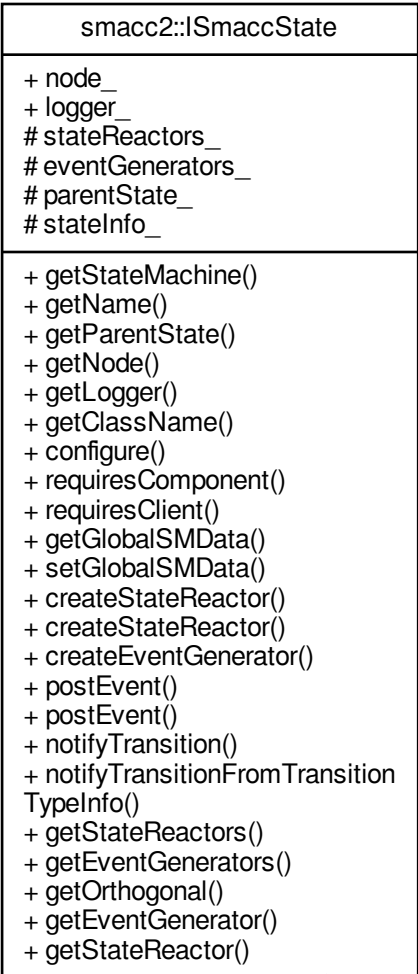 smacc2::ISmaccState
+ node_
+ logger_
# stateReactors_
# eventGenerators_
# parentState_
# stateInfo_
+ getStateMachine()
+ getName()
+ getParentState()
+ getNode()
+ getLogger()
+ getClassName()
+ configure()
+ requiresComponent()
+ requiresClient()
+ getGlobalSMData()
+ setGlobalSMData()
+ createStateReactor()
+ createStateReactor()
+ createEventGenerator()
+ postEvent()
+ postEvent()
+ notifyTransition()
+ notifyTransitionFromTransition
TypeInfo()
+ getStateReactors()
+ getEventGenerators()
+ getOrthogonal()
+ getEventGenerator()
+ getStateReactor()